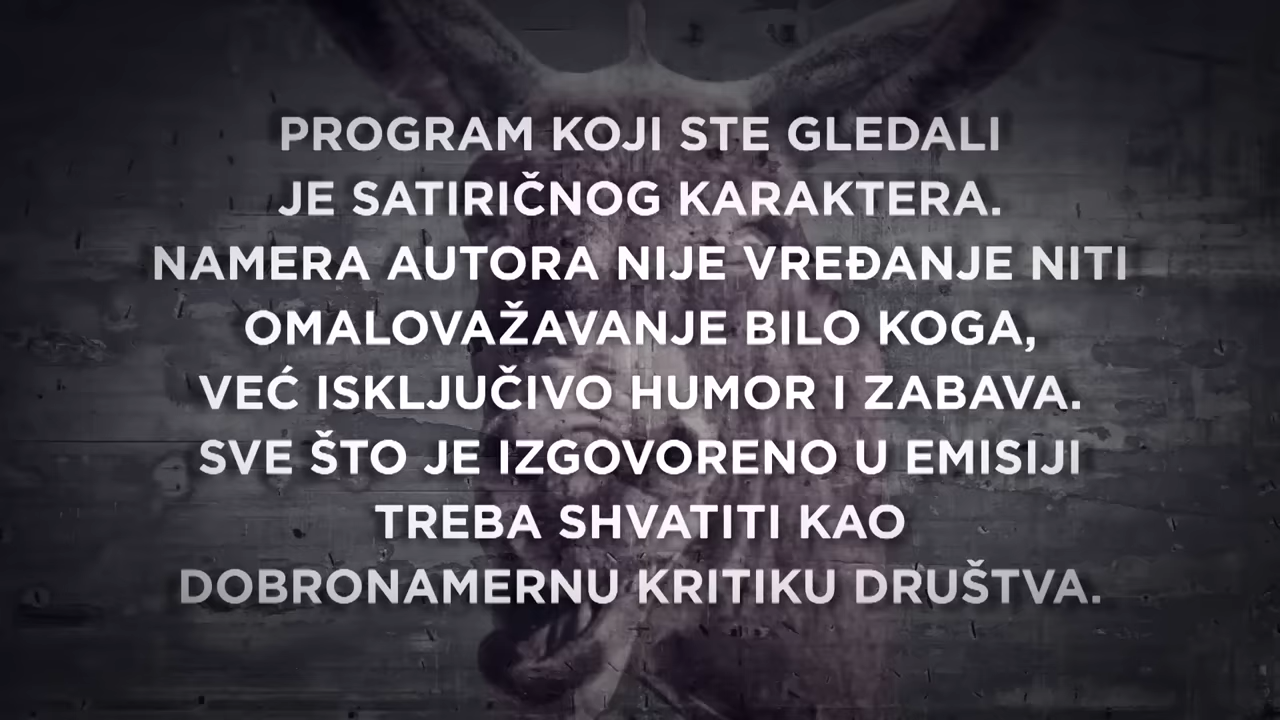 PROGRAM KOJI STE GLEDALI
JE SATIRIČNOG KARAKTERA.
NAMERA AUTORA NIJE VREĐANJE NITI
OMALOVAŽAVANJE BILO KOGA,
VEĆ ISKLJUČIVO HUMOR I ZABAVA.
SVE ŠTO JE IZGOVORENO U EMISIJI
TREBA SHVATITI KAO
DOBRONAMERNU KRITIKU DRUŠTVA.